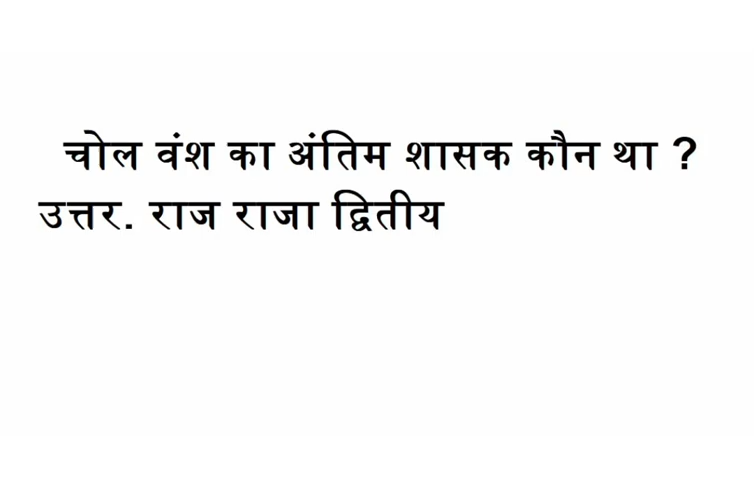 चोल वंश का अंतिम शासक कौन था ?
उत्तर. राज राजा द्वितीय